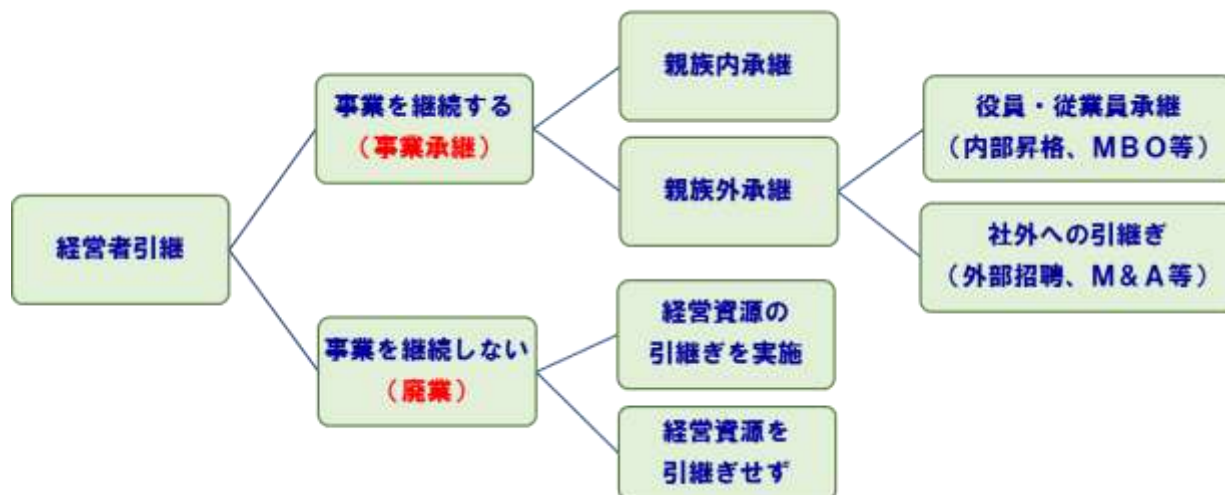 経営者引継
事業を継続する
（事業承継）
親族内承継
親族外承継
役員・従業員承継
（内部昇格、ＭＢＯ等）
社外への引継ぎ
（外部招聘、Ｍ＆Ａ等）
事業を継続しない
（廃業）
経営資源の
引継ぎを実施
経営資源を
引継ぎせず